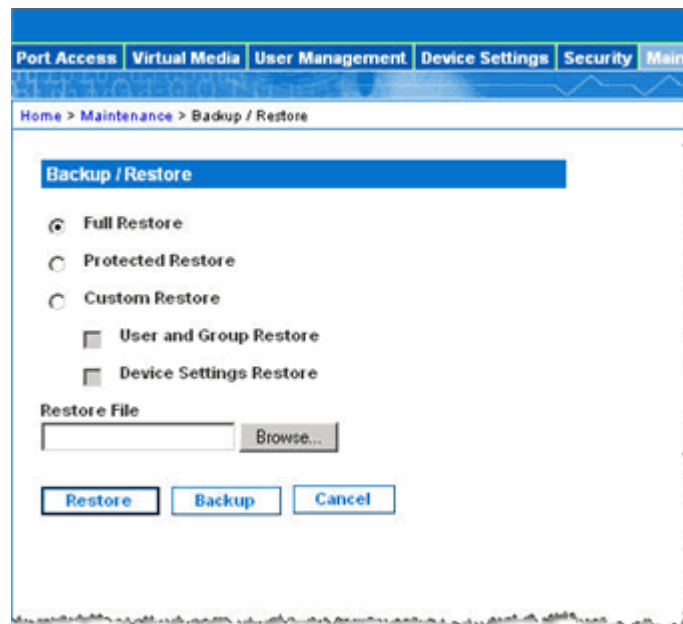 Port Access Virtual Media User Management Device Settings Security Main
Home > Maintenance > Backup / Restore
Backup / Restore
Full Restore
Protected Restore
Custom Restore
User and Group Restore
Device Settings Restore
Restore File
Browse...
Restore Backup Cancel